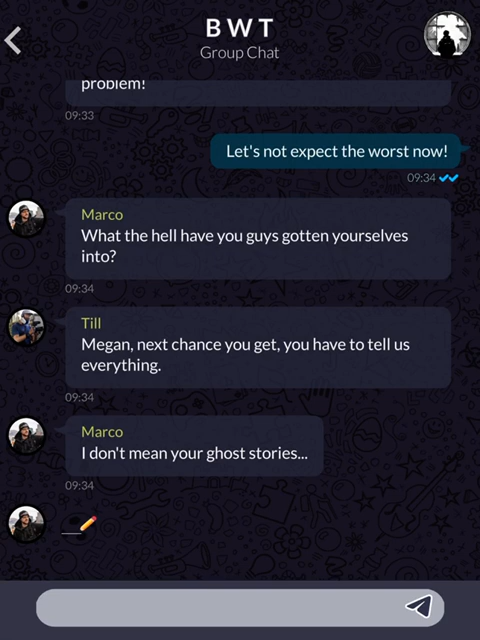 B W T
Group Chat
problem!
09:33
Let's not expect the worst now!
09:34
Marco
What the hell have you guys gotten yourselves
into?
09:34
Till
Megan, next chance you get, you have to tell us
everything.
09:34
Marco
I don't mean your ghost stories...
09:34